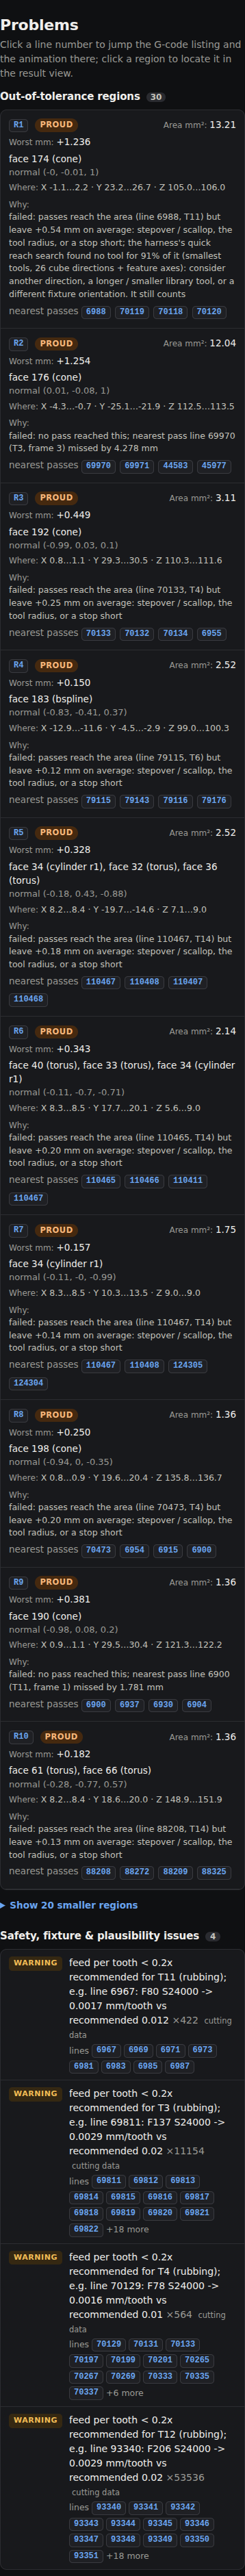 Problems
Click a line to jump the G-code listing and
the animation there; click a region to locate it in
the result view.
Out-of-tolerance regions 30
R1 PROUD Area mm²: 13.21
Worst mm: +1.236
face 174 (cone)
normal (-0, -0.01, 1)
Where: X -1.1…2.2 · Y 23.2…26.7 · Z 105.0…106.0
Why:
failed: passes reach the area (line 6988, T11) but
leave +0.54 mm on average: stepover / scallop, the
tool radius, or a stop short; the harness's quick
reach search found no tool for 91% of it (smallest
tools, 26 cube directions + feature axes): consider
another direction, a longer / smaller library tool, or a
different fixture orientation. It still counts
nearest passes 6988 70119 70118 70120
R2 PROUD Area mm²: 12.04
Worst mm: +1.254
face 176 (cone)
normal (0.01, -0.08, 1)
Where: X -4.3…-0.7 · Y -25.1…-21.9 · Z 112.5…113.5
Why:
failed: no pass reached this; nearest pass line 69970
(T3, frame 3) missed by 4.278 mm
nearest passes 69970 69971 44583 45977
R3 PROUD Area mm²: 3.11
Worst mm: +0.449
face 192 (cone)
normal (-0.99, 0.03, 0.1)
Where: X 0.8…1.1 · Y 29.3…30.5 · Z 110.3…111.6
Why:
failed: passes reach the area (line 70133, T4) but
leave +0.25 mm on average: stepover / scallop, the
tool radius, or a stop short
nearest passes 70133 70132 70134 6955
R4 PROUD Area mm²: 2.52
Worst mm: +0.150
face 183 (bspline)
normal (-0.83, -0.41, 0.37)
Where: X -12.9…-11.6 · Y -4.5…-2.9 · Z 99.0…100.3
Why:
failed: passes reach the area (line 79115, T6) but
leave +0.12 mm on average: stepover / scallop, the
tool radius, or a stop short
nearest passes 79115 79143 79116 79176
R5 PROUD Area mm²: 2.52
Worst mm: +0.328
face 34 (cylinder r1), face 32 (torus), face 36
(torus)
normal (-0.18, 0.43, -0.88)
Where: X 8.2…8.4 · Y -19.7…-14.6 · Z 7.1…9.0
Why:
failed: passes reach the area (line 110467, T14) but
leave +0.18 mm on average: stepover / scallop, the
tool radius, or a stop short
nearest passes 110467 110408 110407
110468
R6 PROUD Area mm²: 2.14
Worst mm: +0.343
face 40 (torus), face 33 (torus), face 34 (cylinder
r1)
normal (-0.11, -0.7, -0.71)
Where: X 8.3…8.5 · Y 17.7…20.1 · Z 5.6…9.0
Why:
failed: passes reach the area (line 110465, T14) but
leave +0.20 mm on average: stepover / scallop, the
tool radius, or a stop short
nearest passes 110465 110466 110411
110467
R7 PROUD Area mm²: 1.75
Worst mm: +0.157
face 34 (cylinder r1)
normal (-0.11, -0, -0.99)
Where: X 8.3…8.5 · Y 10.3…13.5 · Z 9.0…9.0
Why:
failed: passes reach the area (line 110467, T14) but
leave +0.14 mm on average: stepover / scallop, the
tool radius, or a stop short
nearest passes 110467 110408 124305
124304
R8 PROUD Area mm²: 1.36
Worst mm: +0.250
face 198 (cone)
normal (-0.94, 0, -0.35)
Where: X 0.8…0.9 · Y 19.6…20.4 · Z 135.8…136.7
Why:
failed: passes reach the area (line 70473, T4) but
leave +0.20 mm on average: stepover / scallop, the
tool radius, or a stop short
nearest passes 70473 6954 6915 6900
R9 PROUD Area mm²: 1.36
Worst mm: +0.381
face 190 (cone)
normal (-0.98, 0.08, 0.2)
Where: X 0.9…1.1 · Y 29.5…30.4 · Z 121.3…122.2
Why:
failed: no pass reached this; nearest pass line 6900
(T11, frame 1) missed by 1.781 mm
nearest passes 6900 6937 6930 6904
R10 PROUD Area mm²: 1.36
Worst mm: +0.182
face 61 (torus), face 66 (torus)
normal (-0.28, -0.77, 0.57)
Where: X 8.2…8.4 · Y 18.6…20.0 · Z 148.9…151.9
Why:
failed: passes reach the area (line 88208, T14) but
leave +0.13 mm on average: stepover / scallop, the
tool radius, or a stop short
nearest passes 88208 88272 88209 88325
Show 20 smaller regions
Safety, fixture & plausibility issues 4
WARNING feed per tooth < 0.2x
recommended for T11 (rubbing);
e.g. line 6967: F80 S24000 ->
0.0017 mm/tooth vs
recommended 0.012 ×422 cutting
data
lines 6967 6969 6971 6973
6981 6983 6985 6987
WARNING feed per tooth < 0.2x
recommended for T3 (rubbing);
e.g. line 69811: F137 S24000 ->
0.0029 mm/tooth vs
recommended 0.02 ×11154
cutting data
lines 69811 69812 69813
69814 69815 69816 69817
69818 69819 69820 69821
69822 +18 more
WARNING feed per tooth < 0.2x
recommended for T4 (rubbing);
e.g. line 70129: F78 S24000 ->
0.0016 mm/tooth vs
recommended 0.01 ×564 cutting
data
lines 70129 70131 70133
70197 70199 70201 70265
70267 70269 70333 70335
70337 +6 more
WARNING feed per tooth < 0.2x
recommended for T12 (rubbing);
e.g. line 93340: F206 S24000 ->
0.0029 mm/tooth vs
recommended 0.02 ×53536
cutting data
lines 93340 93341 93342
93343 93344 93345 93346
93347 93348 93349 93350
93351 +18 more